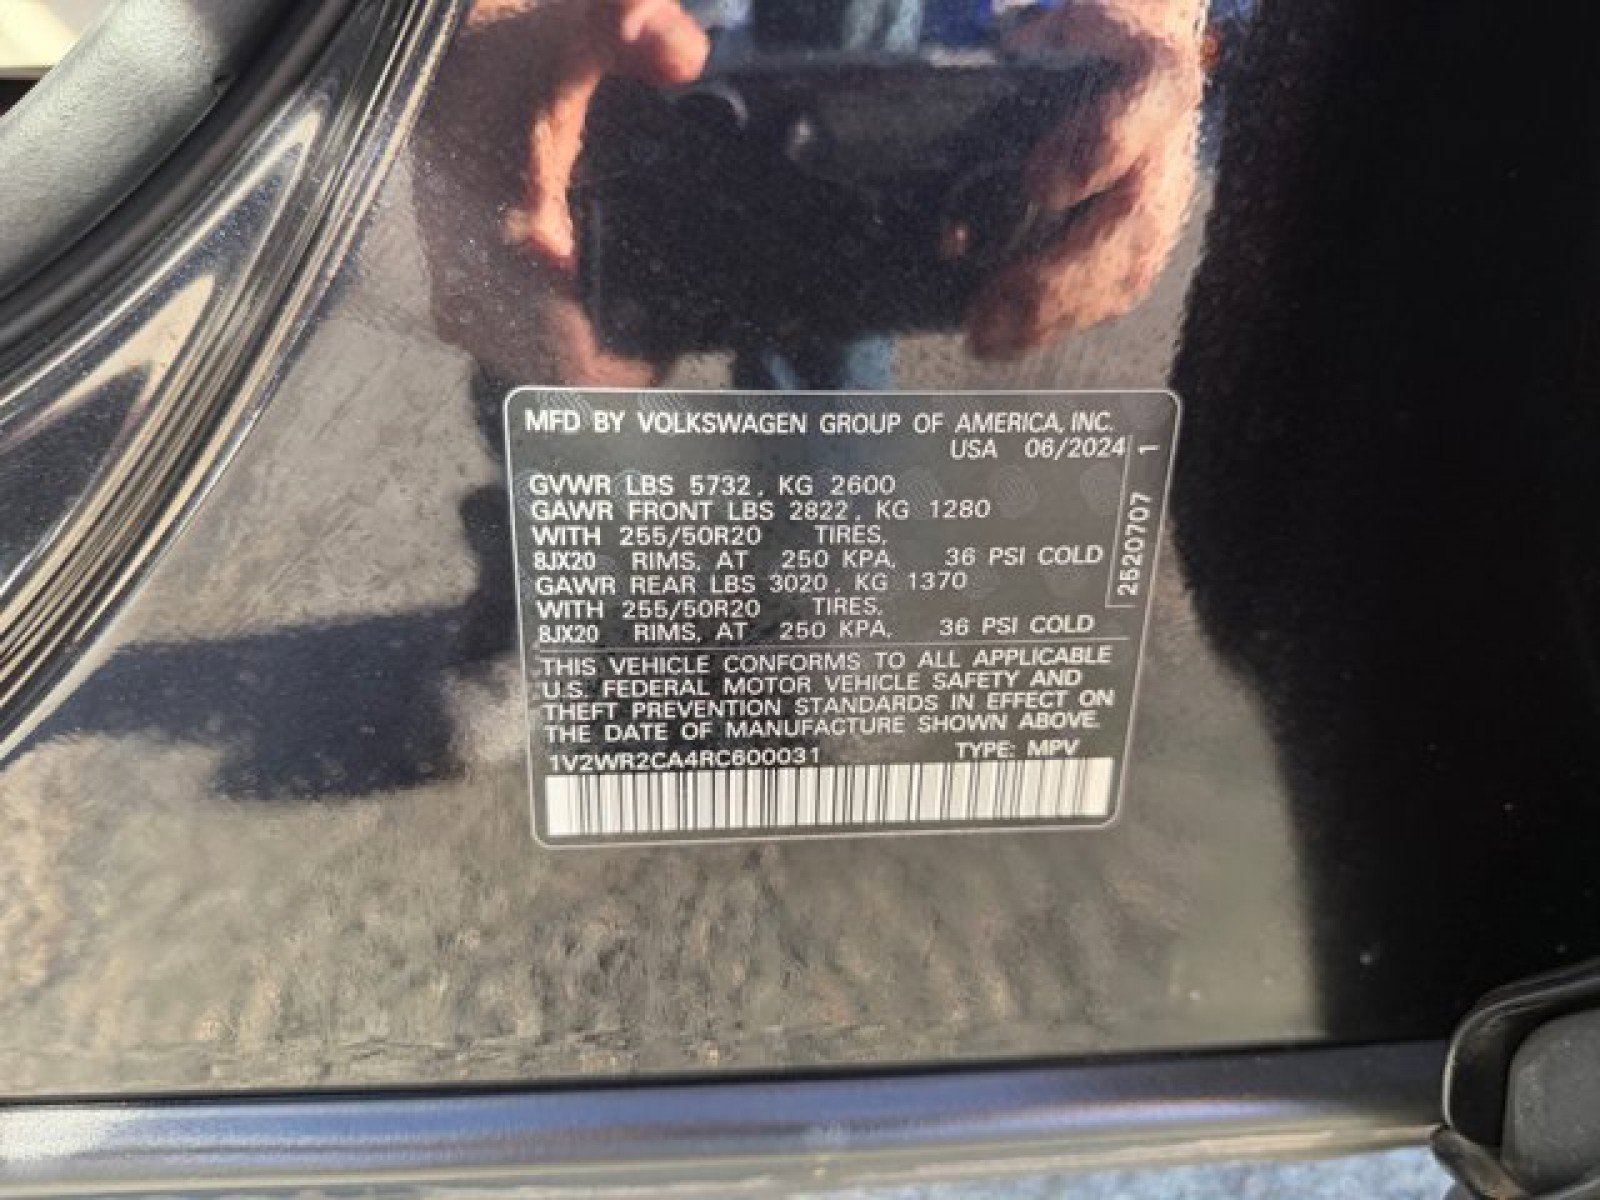 MFD BY VOLKSWAGEN GROUP OF AMERICA, INC.
USA 06/2024
GVWR LBS 5732, KG 2600
GAWR FRONT LBS 2822, KG 1280
WITH 255/50R20 TIRES,
8JX20 RIMS, AT 250 KPA, 36 PSI COLD
GAWR REAR LBS 3020, KG 1370
WITH 255/50R20 TIRES,
8JX20 RIMS, AT 250 KPA, 36 PSI COLD
THIS VEHICLE CONFORMS TO ALL APPLICABLE
U.S. FEDERAL MOTOR VEHICLE SAFETY AND
THEFT PREVENTION STANDARDS IN EFFECT ON
THE DATE OF MANUFACTURE SHOWN ABOVE.
1V2WR2CA4RC600031 TYPE: MPV
2520707 1